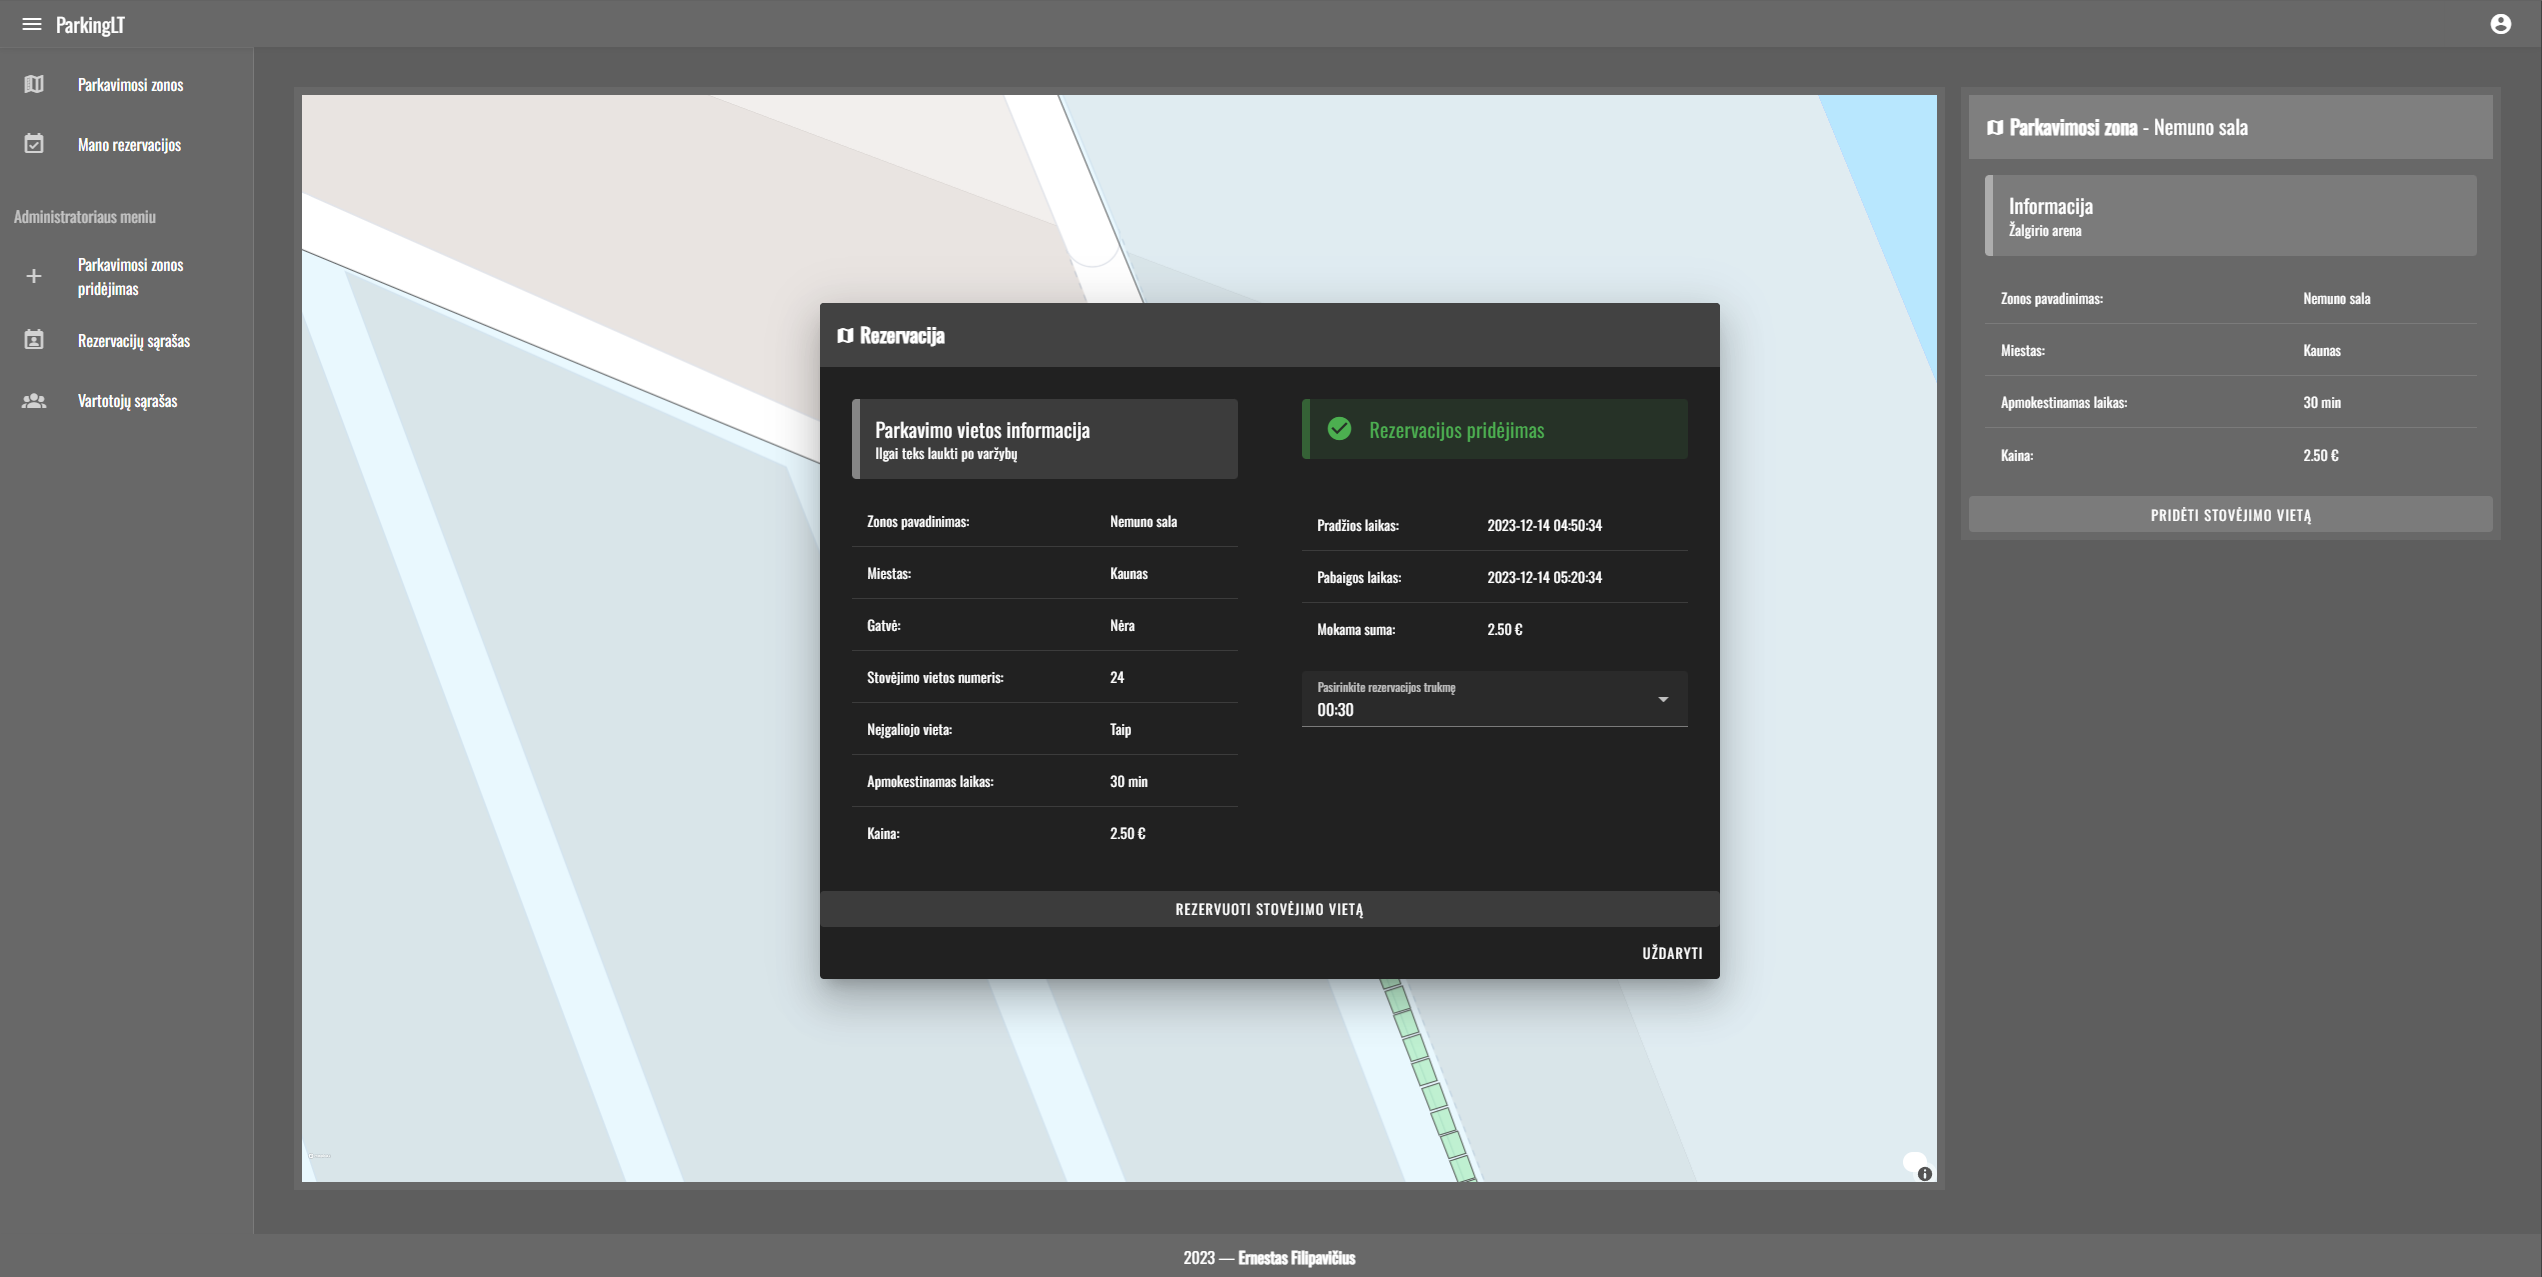 ParkingLT
Parkavimosi zonos
Mano rezervacijos
Administratoriaus meniu
Parkavimosi zonos
pridėjimas
Rezervacijų sąrašas
Vartotojų sąrašas
Rezervacija
Parkavimo vietos informacija
Ilgai teks laukti po varžybų
Zonos pavadinimas: Nemuno sala
Miestas: Kaunas
Gatvė: Nėra
Stovėjimo vietos numeris: 24
Neįgaliojo vieta: Taip
Apmokestinamas laikas: 30 min
Kaina: 2.50 €
Rezervacijos pridėjimas
Pradžios laikas: 2023-12-14 04:50:34
Pabaigos laikas: 2023-12-14 05:20:34
Mokama suma: 2.50 €
Pasirinkite rezervacijos trukmę
00:30
REZERVUOTI STOVĖJIMO VIETĄ
UŽDARYTI
Parkavimosi zona - Nemuno sala
Informacija
Žalgirio arena
Zonos pavadinimas: Nemuno sala
Miestas: Kaunas
Apmokestinamas laikas: 30 min
Kaina: 2.50 €
PRIDĖTI STOVĖJIMO VIETĄ
2023 — Ernestas Filipavičius